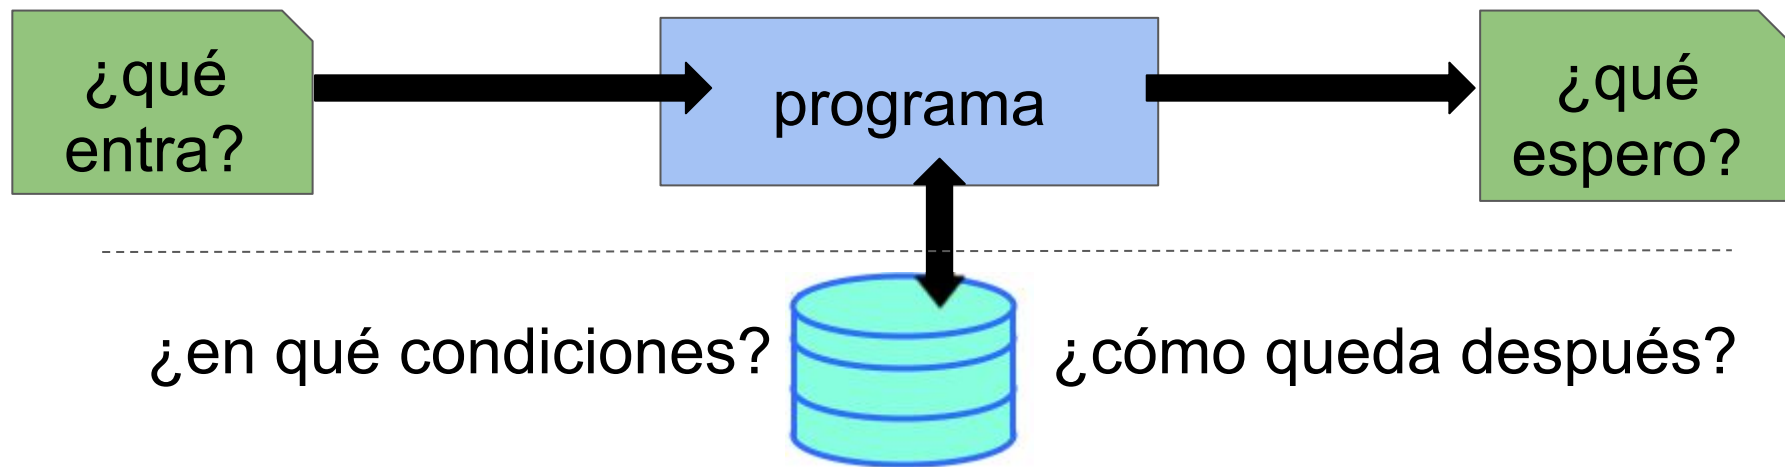 ¿qué
entra?
programa
¿qué
espero?
¿en qué condiciones?
¿cómo queda después?